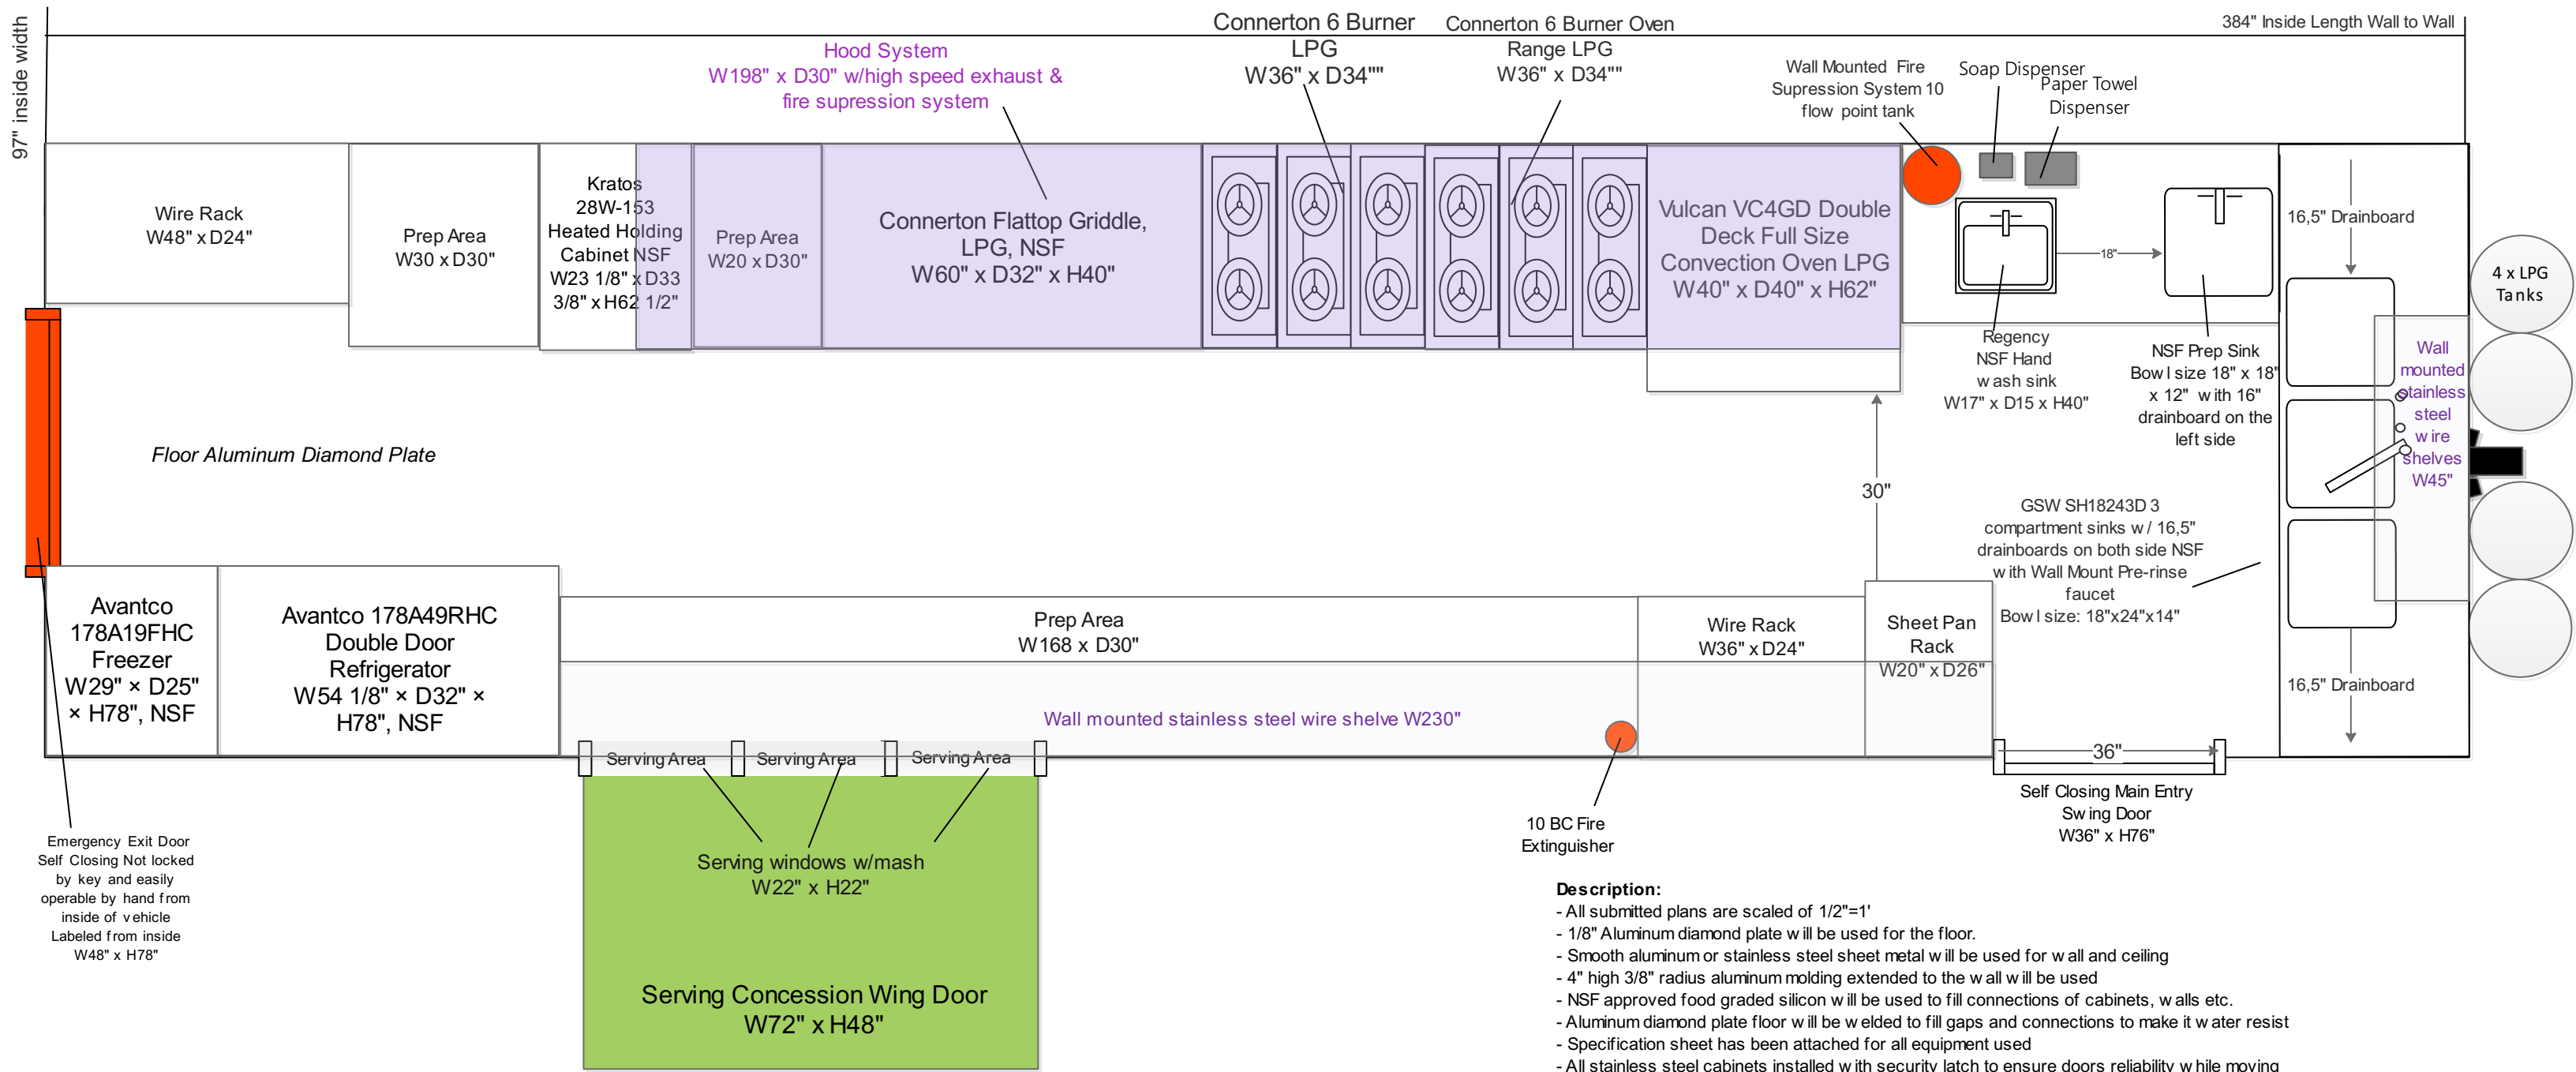 97" inside width
384" Inside Length Wall to Wall
Hood System
W198" x D30" w/high speed exhaust &
fire supression system
Connerton 6 Burner
LPG
W36" x D34""
Connerton 6 Burner Oven
Range LPG
W36" x D34""
Wall Mounted Fire
Supression System 10
flow point tank
Soap Dispenser
Paper Towel
Dispenser
Wire Rack
W48" x D24"
Prep Area
W30 x D30"
Kratos
28W-153
Heated Holding
Cabinet NSF
W23 1/8" x D33
3/8" x H62 1/2"
Prep Area
W20 x D30"
Connerton Flattop Griddle,
LPG, NSF
W60" x D32" x H40"
Vulcan VC4GD Double
Deck Full Size
Convection Oven LPG
W40" x D40" x H62"
18"
16,5" Drainboard
4 x LPG
Tanks
Regency
NSF Hand
wash sink
W17" x D15 x H40"
NSF Prep Sink
Bowl size 18" x 18"
x 12" with 16"
drainboard on the
left side
Wall
mounted
stainless
steel
wire
shelves
W45"
Floor Aluminum Diamond Plate
30"
GSW SH18243D 3
compartment sinks w/ 16,5"
drainboards on both side NSF
with Wall Mount Pre-rinse
faucet
Bowl size: 18"x24"x14"
Avantco
178A19FHC
Freezer
W29" × D25"
× H78", NSF
Avantco 178A49RHC
Double Door
Refrigerator
W54 1/8" × D32" ×
H78", NSF
Prep Area
W168 x D30"
Wire Rack
W36" x D24"
Sheet Pan
Rack
W20" x D26"
Wall mounted stainless steel wire shelve W230"
16,5" Drainboard
Serving Area
Serving Area
Serving Area
36"
Self Closing Main Entry
Swing Door
W36" x H76"
10 BC Fire
Extinguisher
Emergency Exit Door
Self Closing Not locked
by key and easily
operable by hand from
inside of vehicle
Labeled from inside
W48" x H78"
Serving windows w/mash
W22" x H22"
Serving Concession Wing Door
W72" x H48"
Description:
- All submitted plans are scaled of 1/2"=1'
- 1/8" Aluminum diamond plate will be used for the floor.
- Smooth aluminum or stainless steel sheet metal will be used for wall and ceiling
- 4" high 3/8" radius aluminum molding extended to the wall will be used
- NSF approved food graded silicon will be used to fill connections of cabinets, walls etc.
- Aluminum diamond plate floor will be welded to fill gaps and connections to make it water resist
- Specification sheet has been attached for all equipment used
- All stainless steel cabinets installed with security latch to ensure doors reliability while moving